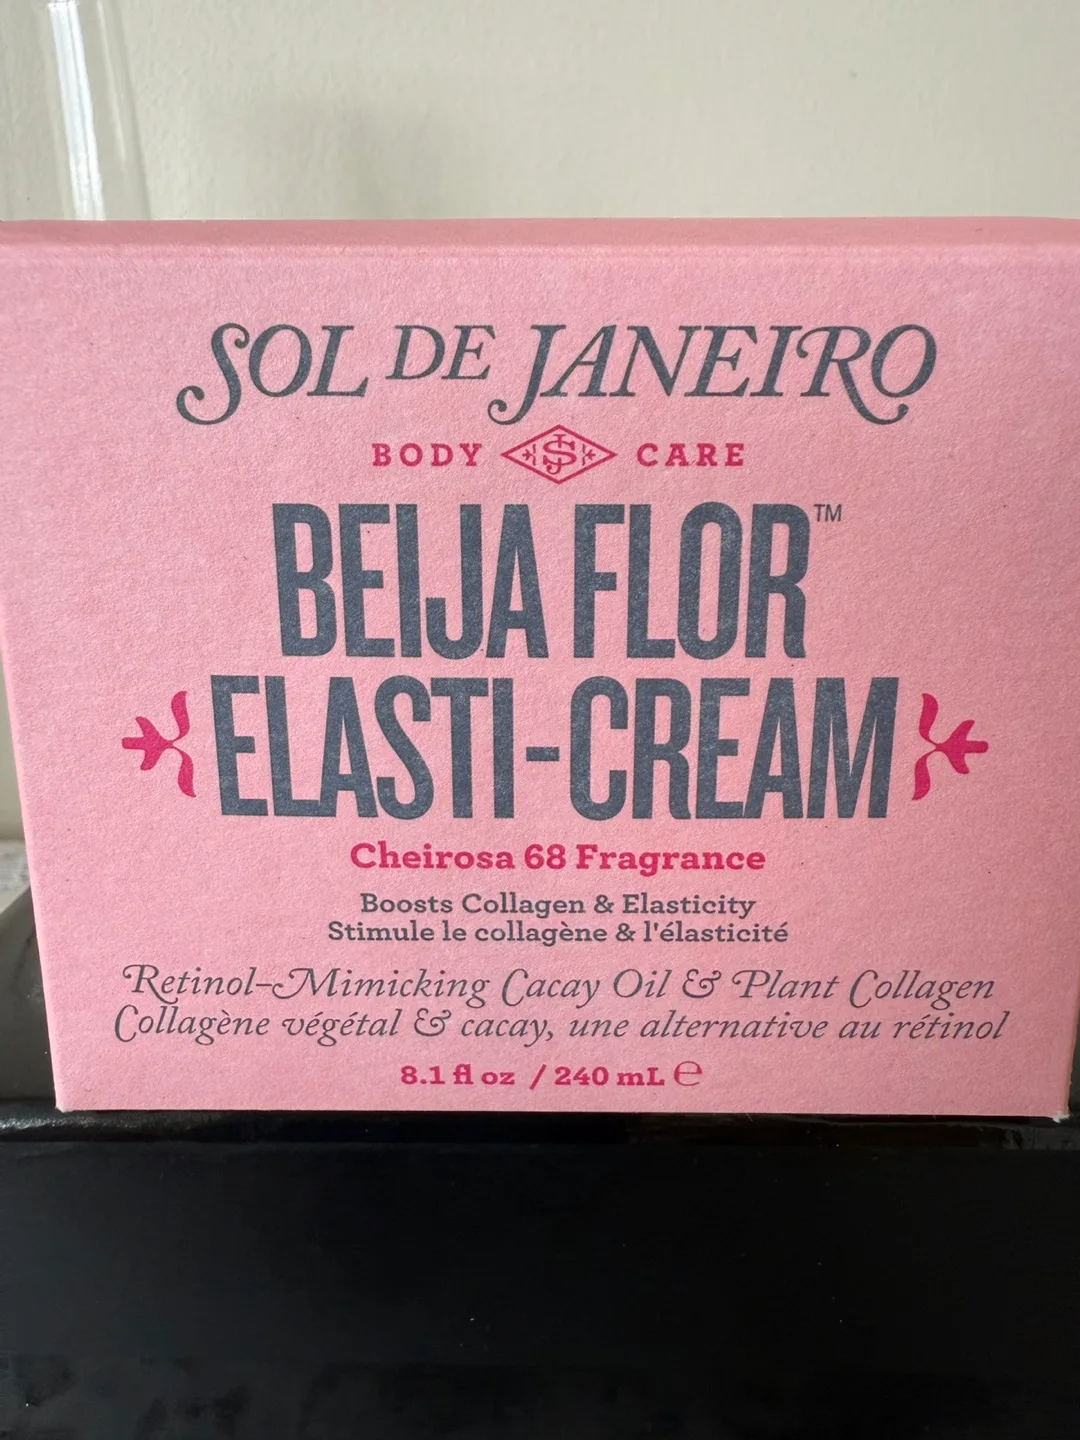 SOL DE JANEIRO
BODY JS CARE
BEIJA FLOR™
ELASTI-CREAM
Cheirosa 68 Fragrance
Boosts Collagen & Elasticity
Stimule le collagène & l'élasticité
Retinol-Mimicking Cacay Oil & Plant Collagen
Collagène végétal & cacay, une alternative au rétinol
8.1 fl oz / 240 mL ℮